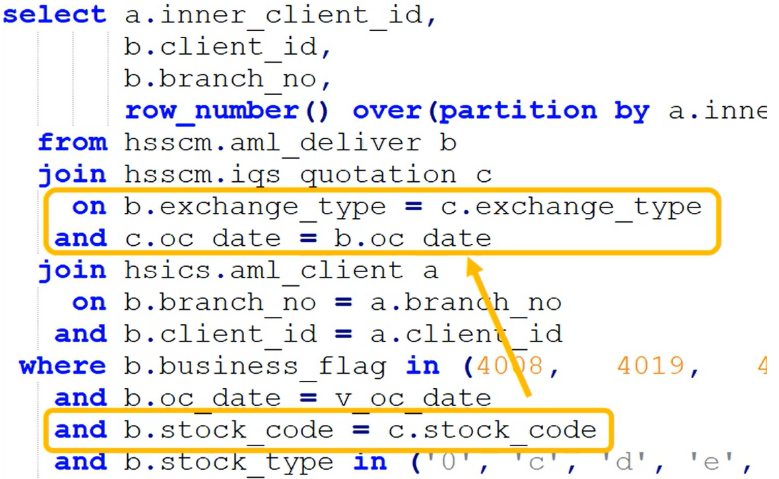 select a.inner_client_id,
b.client_id,
b.branch_no,
row_number() over(partition by a.inne
from hsscm.aml_deliver b
join hsscm.iqs_quotation c
on b.exchange_type = c.exchange_type
and c.oc_date = b.oc_date
join hsics.aml_client a
on b.branch_no = a.branch_no
and b.client_id = a.client_id
where b.business_flag in (4008, 4019, 4
and b.oc_date = v_oc_date
and b.stock_code = c.stock_code
and b.stock_type in ('0', 'c', 'd', 'e',